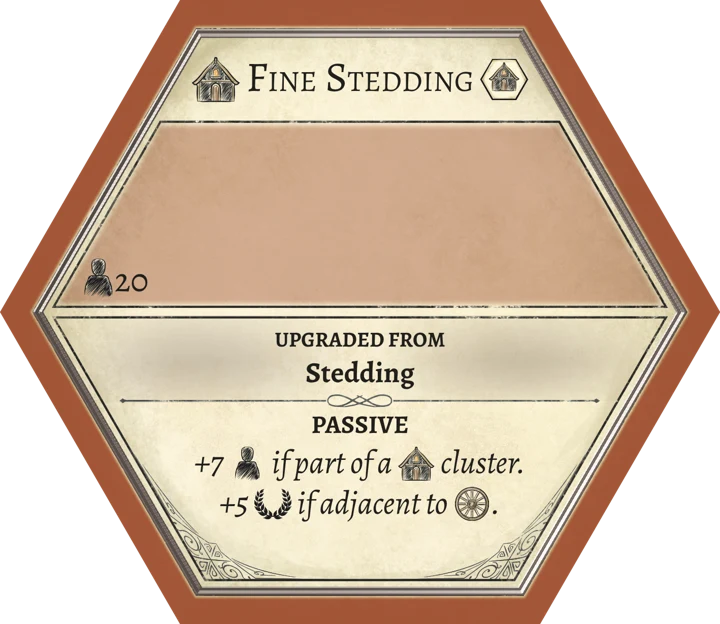 Fine Stedding
20
UPGRADED FROM
Stedding
PASSIVE
+7 if part of a cluster.
+5 if adjacent to .